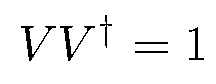 VV† = 1